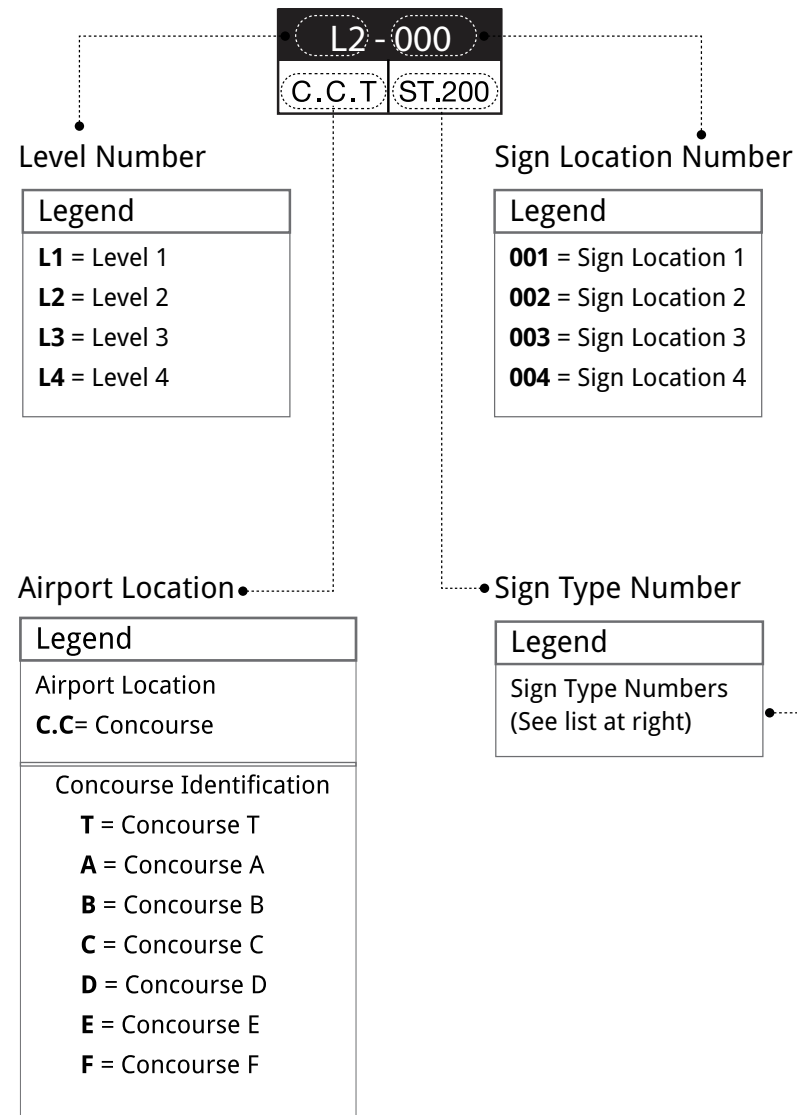 L2 - 000
C.C.T ST.200
Level Number
Legend
L1 = Level 1
L2 = Level 2
L3 = Level 3
L4 = Level 4
Sign Location Number
Legend
001 = Sign Location 1
002 = Sign Location 2
003 = Sign Location 3
004 = Sign Location 4
Airport Location
Legend
Airport Location
C.C= Concourse
Concourse Identification
T = Concourse T
A = Concourse A
B = Concourse B
C = Concourse C
D = Concourse D
E = Concourse E
F = Concourse F
Sign Type Number
Legend
Sign Type Numbers
(See list at right)